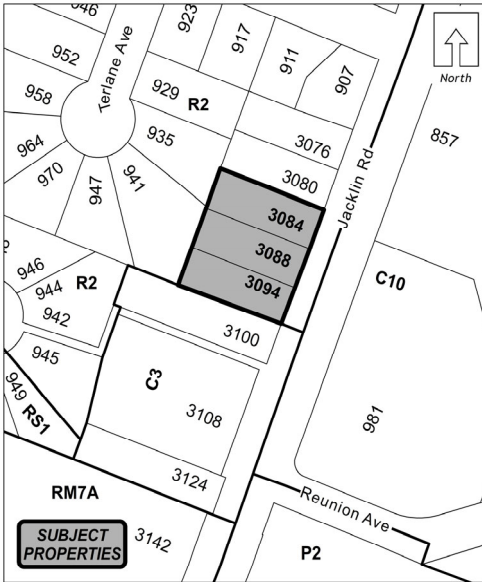 946
923
917
911
907
952
Terlane Ave
929
R2
North
958
935
3076
857
964
3080
Jacklin Rd
970
947
941
3084
3088
3094
946
944
R2
C10
942
3100
945
C3
949
RS1
3108
981
3124
RM7A
Reunion Ave
SUBJECT
PROPERTIES
3142
P2